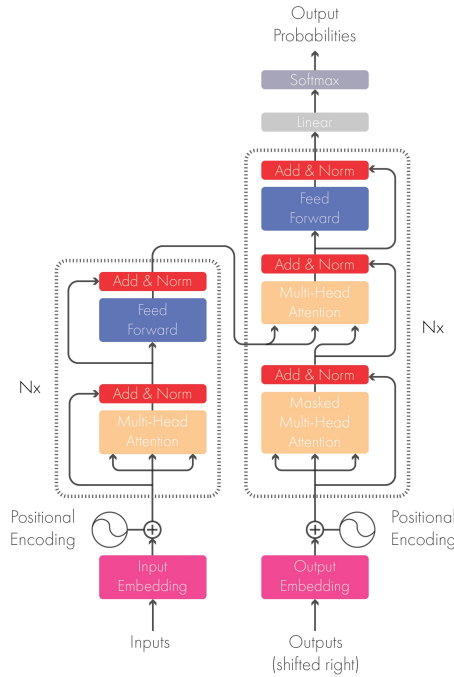 Output
Probabilities
Softmax
Linear
Add & Norm
Feed
Forward
Add & Norm
Multi-Head
Attention
Nx
Add & Norm
Masked
Multi-Head
Attention
Positional
Encoding
Output
Embedding
Outputs
(shifted right)
Add & Norm
Feed
Forward
Nx
Add & Norm
Multi-Head
Attention
Positional
Encoding
Input
Embedding
Inputs